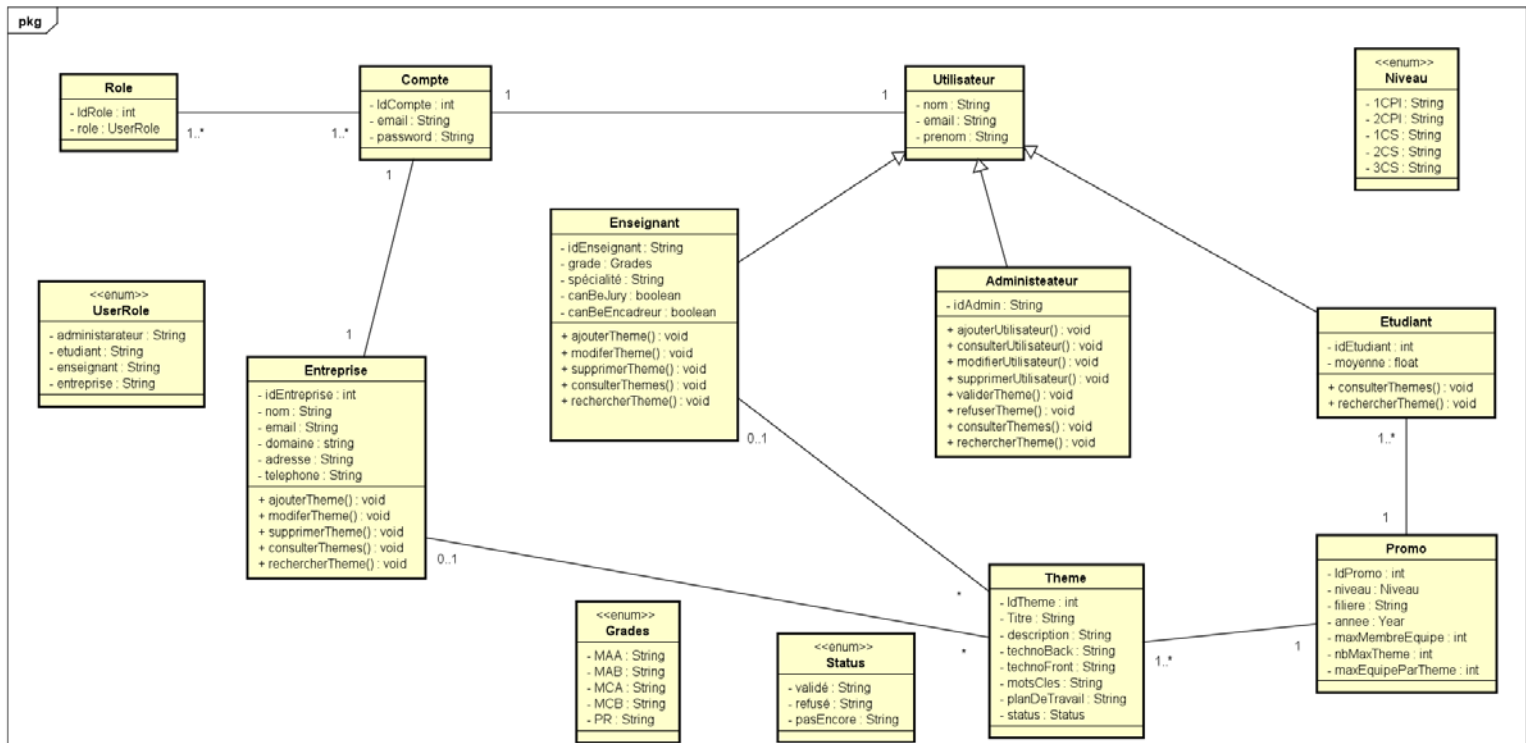 pkg
Role
- IdRole : int
- role : UserRole
1..*
1..*
Compte
- IdCompte : int
- email : String
- password : String
1
1
1
Utilisateur
- nom : String
- email : String
- prenom : String
<<enum>>
Niveau
- 1CPI : String
- 2CPI : String
- 1CS : String
- 2CS : String
- 3CS : String
<<enum>>
UserRole
- administarateur : String
- etudiant : String
- enseignant : String
- entreprise : String
1
Entreprise
- idEntreprise : int
- nom : String
- email : String
- domaine : string
- adresse : String
- telephone : String
+ ajouterTheme() : void
+ modiferTheme() : void
+ supprimerTheme() : void
+ consulterThemes() : void
+ rechercherTheme() : void
0..1
Enseignant
- idEnseignant : String
- grade : Grades
- spécialité : String
- canBeJury : boolean
- canBeEncadreur : boolean
+ ajouterTheme() : void
+ modiferTheme() : void
+ supprimerTheme() : void
+ consulterThemes() : void
+ rechercherTheme() : void
0..1
Administeateur
- idAdmin : String
+ ajouterUtilisateur() : void
+ consulterUtilisateur() : void
+ modifierUtilisateur() : void
+ supprimerUtilisateur() : void
+ validerTheme() : void
+ refuserTheme() : void
+ consulterThemes() : void
+ rechercherTheme() : void
Etudiant
- idEtudiant : int
- moyenne : float
+ consulterThemes() : void
+ rechercherTheme() : void
1..*
1
<<enum>>
Grades
- MAA : String
- MAB : String
- MCA : String
- MCB : String
- PR : String
<<enum>>
Status
- validé : String
- refusé : String
- pasEncore : String
*
*
Theme
- IdTheme : int
- Titre : String
- description : String
- technoBack : String
- technoFront : String
- motsCles : String
- planDeTravail : String
- status : Status
1..*
1
Promo
- IdPromo : int
- niveau : Niveau
- filiere : String
- annee : Year
- maxMembreEquipe : int
- nbMaxTheme : int
- maxEquipeParTheme : int